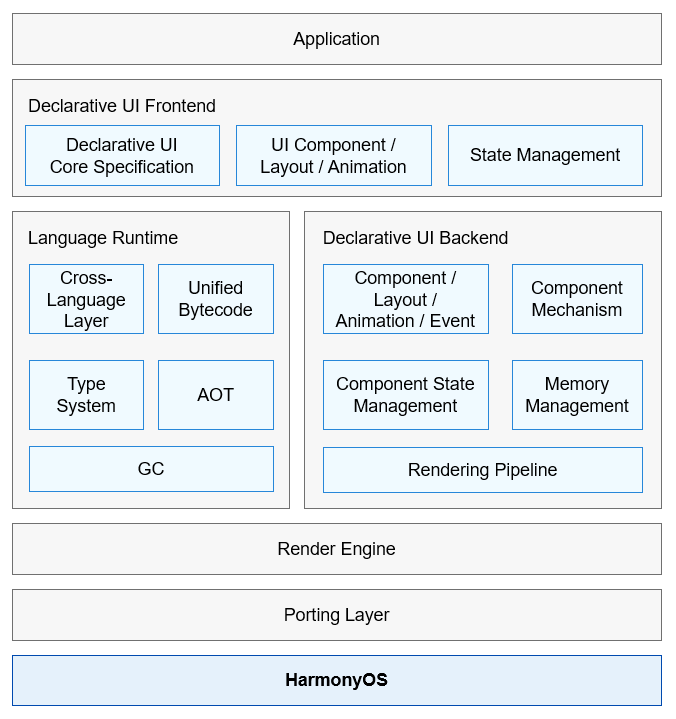 Application
Declarative UI Frontend
Declarative UI
Core Specification
UI Component /
Layout / Animation
State Management
Language Runtime
Cross-
Language
Layer
Unified
Bytecode
Type
System
AOT
GC
Declarative UI Backend
Component /
Layout /
Animation / Event
Component
Mechanism
Component State
Management
Memory
Management
Rendering Pipeline
Render Engine
Porting Layer
HarmonyOS